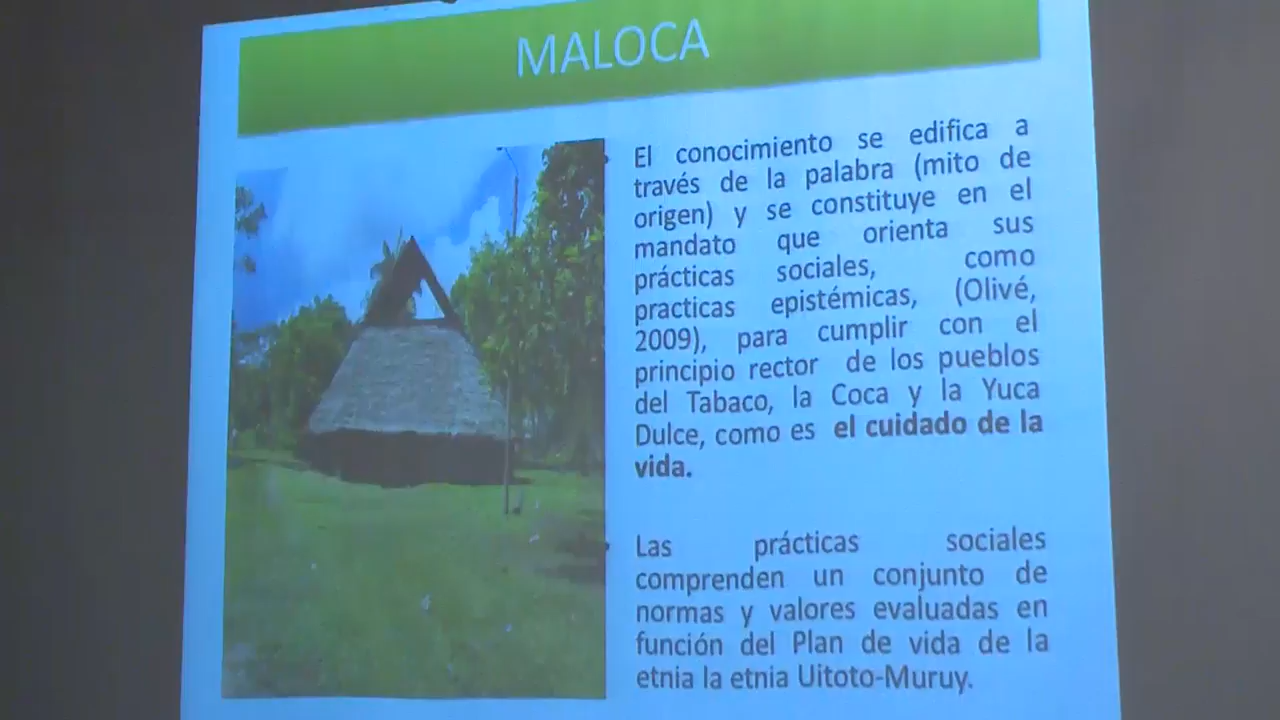 MALOCA
El conocimiento se edifica a
través de la palabra (mito de
origen) y se constituye en el
mandato que orienta sus
prácticas sociales, como
practicas epistémicas, (Olivé,
2009), para cumplir con el
principio rector de los pueblos
del Tabaco, la Coca y la Yuca
Dulce, como es el cuidado de la
vida.
Las prácticas sociales
comprenden un conjunto de
normas y valores evaluadas en
función del Plan de vida de la
etnia la etnia Uitoto-Muruy.